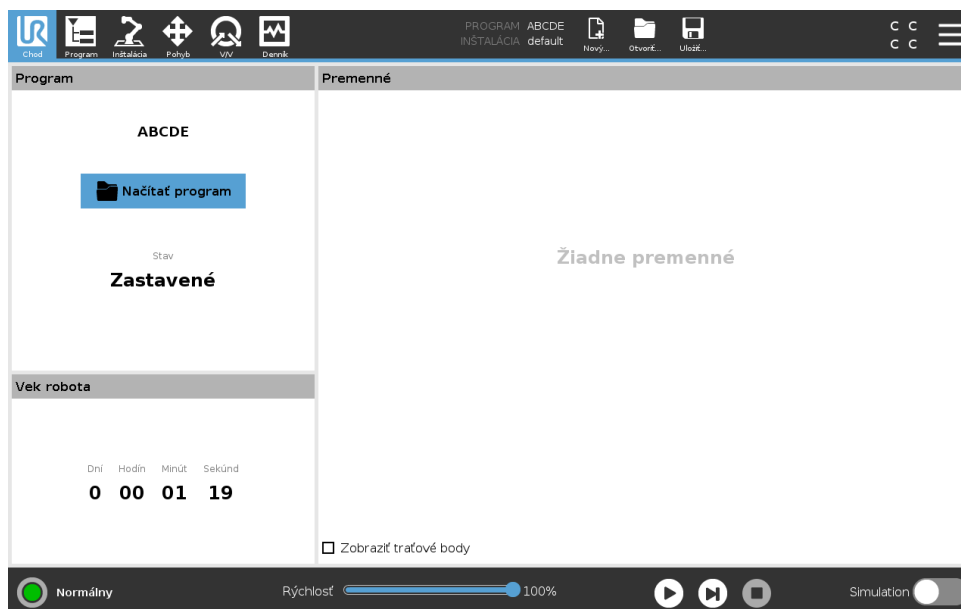 UR
Chod
Program
Inštalácia
Pohyb
V/V
Denník
PROGRAM ABCDE
INŠTALÁCIA default
Nový...
Otvoriť...
Uložiť...
C C
C C
Program
ABCDE
Načítať program
Stav
Zastavené
Vek robota
Dní Hodín Minút Sekúnd
0 00 01 19
Premenné
Žiadne premenné
Zobraziť traťové body
Normálny
Rýchlosť 100%
Simulation